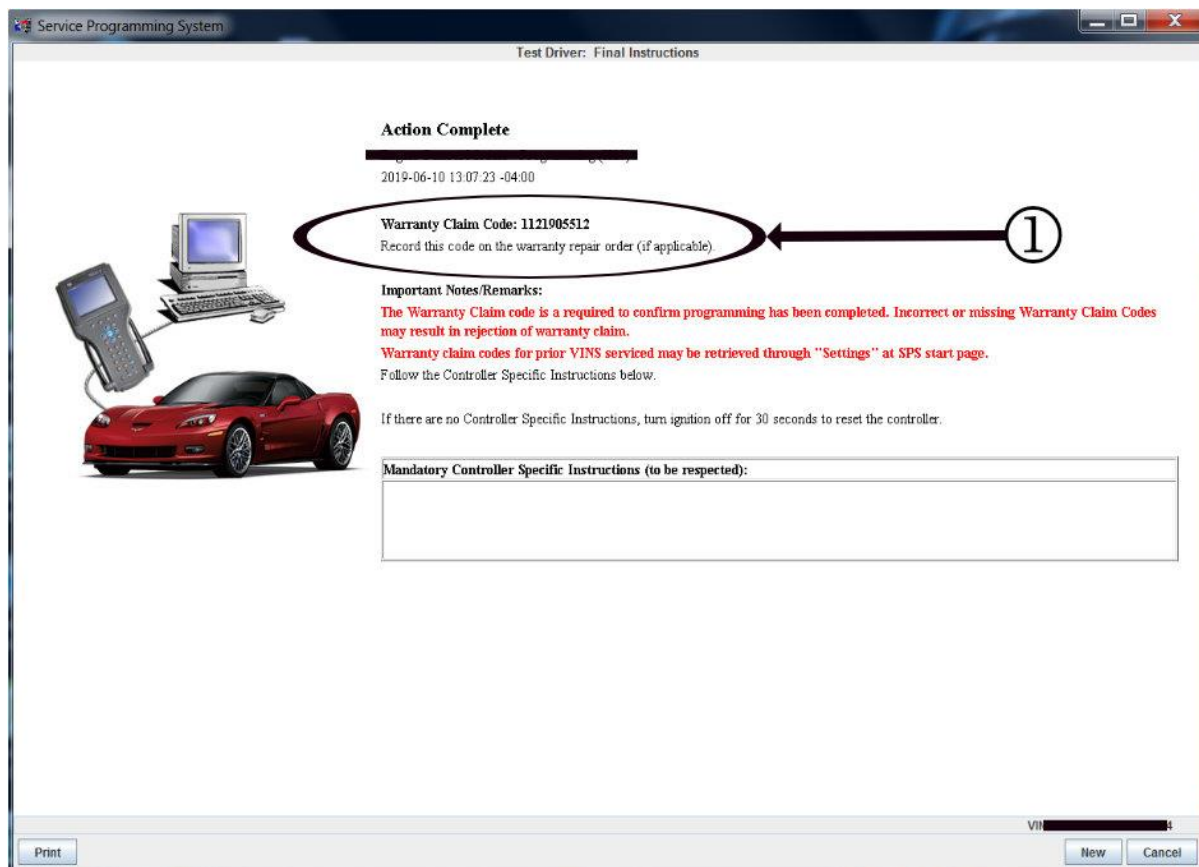 Service Programming System
Test Driver: Final Instructions
Action Complete
2019-06-10 13:07:23 -04:00
Warranty Claim Code: 1121905512
Record this code on the warranty repair order (if applicable).
①
Important Notes/Remarks:
The Warranty Claim code is a required to confirm programming has been completed. Incorrect or missing Warranty Claim Codes
may result in rejection of warranty claim.
Warranty claim codes for prior VINS serviced may be retrieved through "Settings" at SPS start page.
Follow the Controller Specific Instructions below.
If there are no Controller Specific Instructions, turn ignition off for 30 seconds to reset the controller.
Mandatory Controller Specific Instructions (to be respected):
VIN 4
Print
New
Cancel